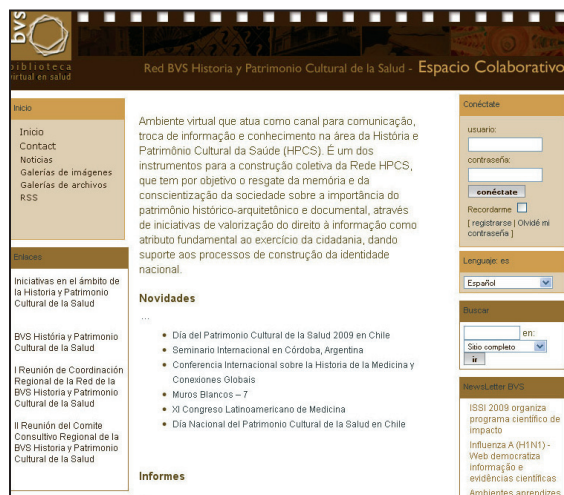 bvs
biblioteca
virtual en salud
Red BVS Historia y Patrimonio Cultural de la Salud - Espacio Colaborativo
Inicio
Inicio
Contact
Noticias
Galerías de imágenes
Galerías de archivos
RSS
Enlaces
Iniciativas en el ámbito de
la Historia y Patrimonio
Cultural de la Salud
BVS História y Patrimonio
Cultural de la Salud
I Reunión de Coordinación
Regional de la Red de la
BVS Historia y Patrimonio
Cultural de la Salud
II Reunión del Comite
Consultivo Regional de la
BVS Historia y Patrimonio
Cultural de la Salud
Ambiente virtual que atua como canal para comunicação,
troca de informação e conhecimento na área da História e
Patrimônio Cultural da Saúde (HPCS). É um dos
instrumentos para a construção coletiva da Rede HPCS,
que tem por objetivo o resgate da memória e da
conscientização da sociedade sobre a importância do
patrimônio histórico-arquitetônico e documental, através
de iniciativas de valorização do direito à informação como
atributo fundamental ao exercício da cidadania, dando
suporte aos processos de construção da identidade
nacional.
Novidades
...
Día del Patrimonio Cultural de la Salud 2009 en Chile
Seminario Internacional en Córdoba, Argentina
Conferencia Internacional sobre la Historia de la Medicina y
Conexiones Globais
Muros Blancos – 7
XI Congreso Latinoamericano de Medicina
Día Nacional del Patrimonio Cultural de la Salud en Chile
Informes
Conéctate
usuario:
contraseña:
conéctate
Recordarme
[ registrarse | Olvidé mi
contraseña ]
Lenguaje: es
Español
Buscar
en:
Sitio completo
ir
NewsLetter BVS
ISSI 2009 organiza
programa científico de
impacto
Influenza A (H1N1) -
Web democratiza
informação e
evidências científicas
Ambientes aprendizes